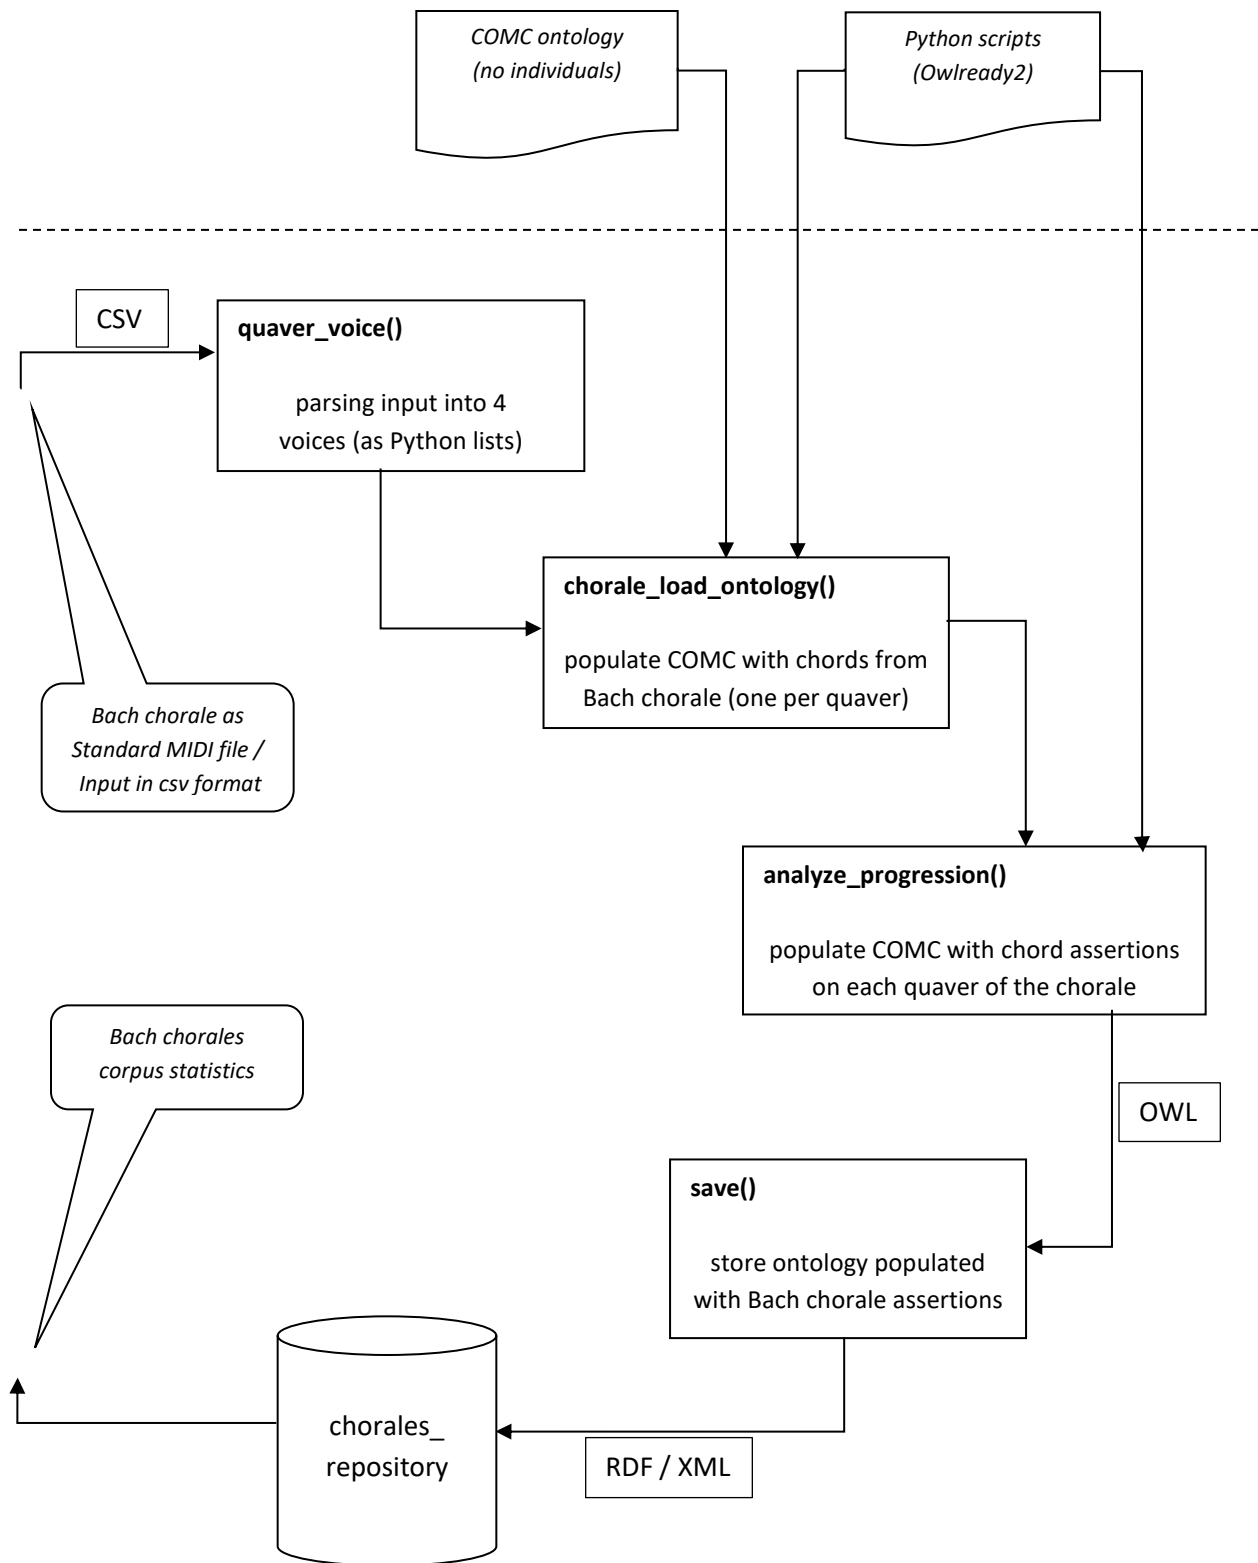 COMC ontology
(no individuals)
Python scripts
(Owlready2)
CSV
quaver_voice()
parsing input into 4
voices (as Python lists)
chorale_load_ontology()
populate COMC with chords from
Bach chorale (one per quaver)
Bach chorale as
Standard MIDI file /
Input in csv format
analyze_progression()
populate COMC with chord assertions
on each quaver of the chorale
Bach chorales
corpus statistics
OWL
save()
store ontology populated
with Bach chorale assertions
chorales_
repository
RDF / XML